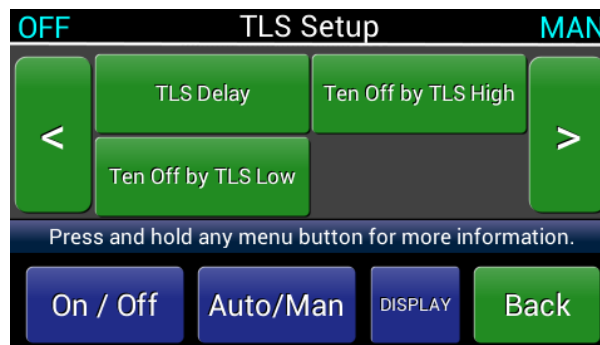 OFF TLS Setup MAN
< TLS Delay Ten Off by TLS High >
Ten Off by TLS Low
Press and hold any menu button for more information.
On / Off Auto/Man DISPLAY Back